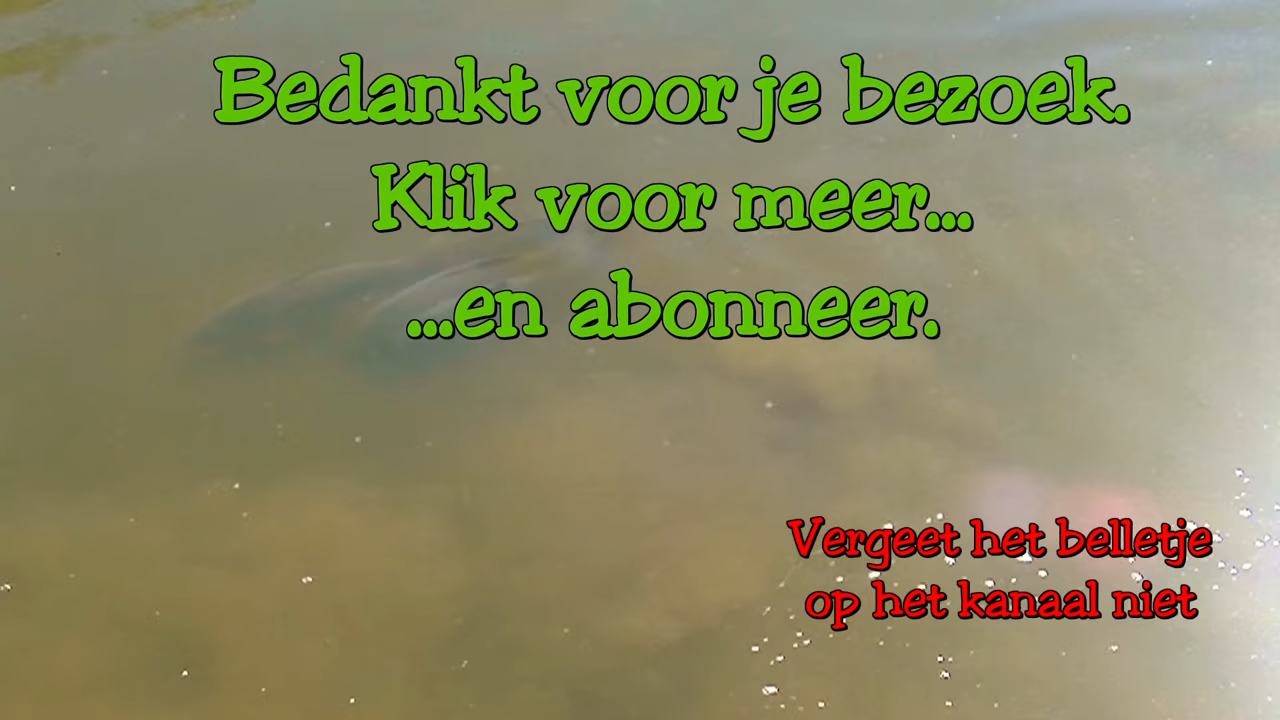 Bedankt voor je bezoek.
Klik voor meer...
...en abonneer.
Vergeet het belletje
op het kanaal niet